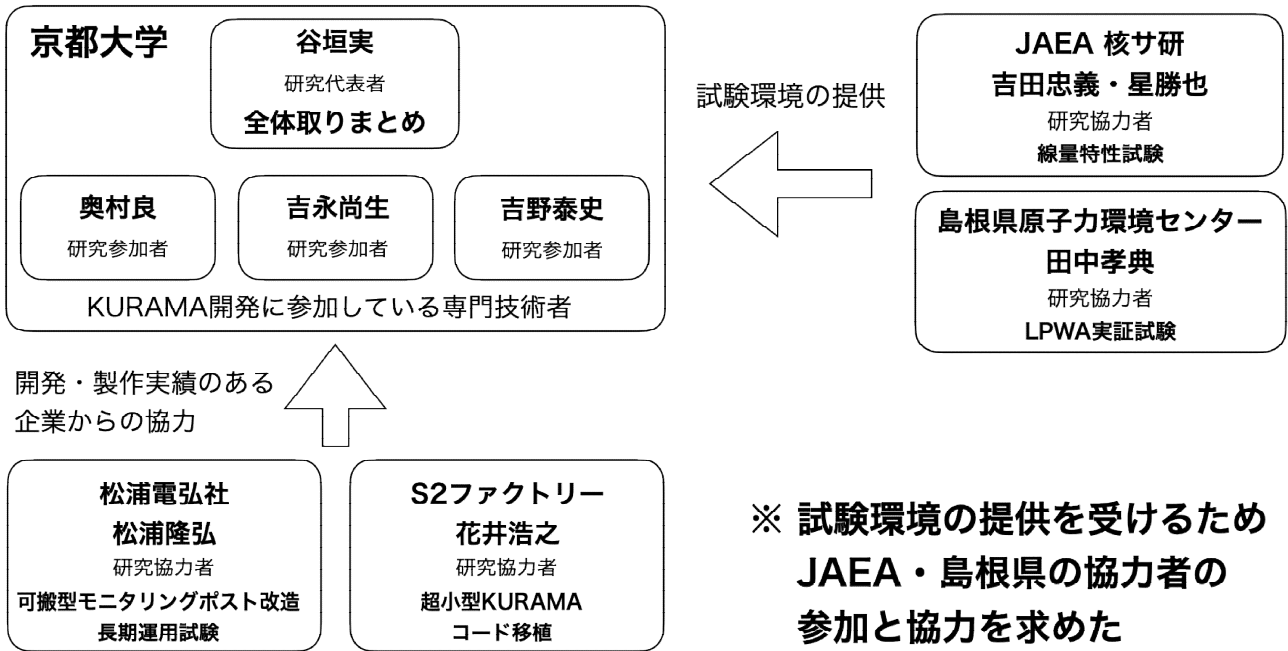 京都大学
谷垣実
研究代表者
全体取りまとめ
奥村良
研究参加者
吉永尚生
研究参加者
吉野泰史
研究参加者
KURAMA開発に参加している専門技術者
試験環境の提供
JAEA 核サ研
吉田忠義・星勝也
研究協力者
線量特性試験
島根県原子力環境センター
田中孝典
研究協力者
LPWA実証試験
開発・製作実績のある
企業からの協力
松浦電弘社
松浦隆弘
研究協力者
可搬型モニタリングポスト改造
長期運用試験
S2ファクトリー
花井浩之
研究協力者
超小型KURAMA
コード移植
※ 試験環境の提供を受けるため
JAEA・島根県の協力者の
参加と協力を求めた